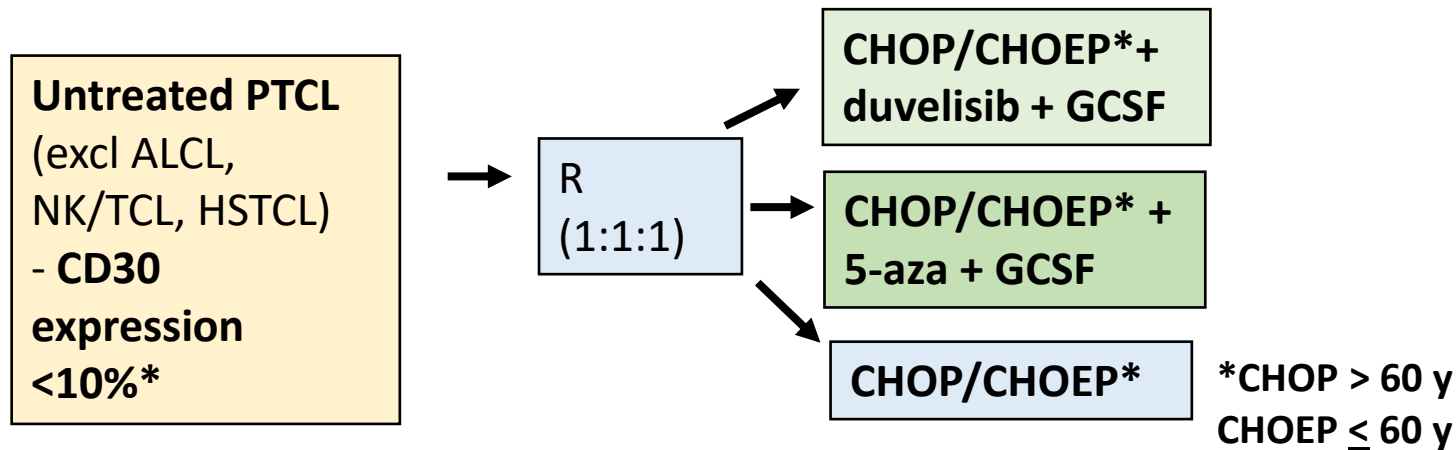 Untreated PTCL
(excl ALCL,
NK/TCL, HSTCL)
- CD30
expression
<10%*
R
(1:1:1)
CHOP/CHOEP*+
duvelisib + GCSF
CHOP/CHOEP* +
5-aza + GCSF
CHOP/CHOEP*
*CHOP > 60 y
CHOEP ≤ 60 y